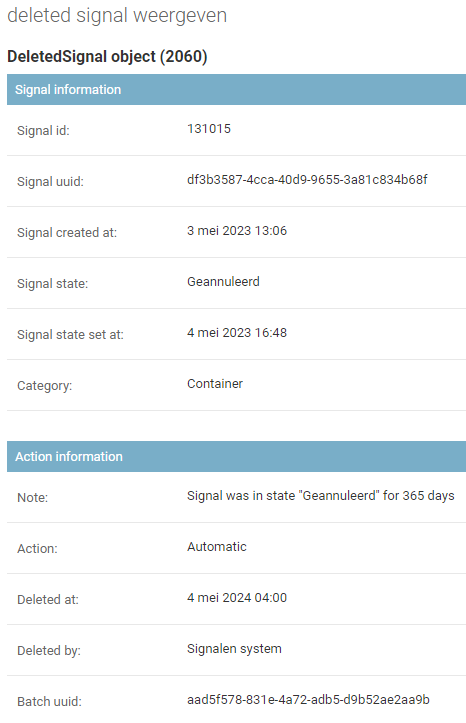 deleted signal weergeven
DeletedSignal object (2060)
Signal information
Signal id: 131015
Signal uuid: df3b3587-4cca-40d9-9655-3a81c834b68f
Signal created at: 3 mei 2023 13:06
Signal state: Geannuleerd
Signal state set at: 4 mei 2023 16:48
Category: Container
Action information
Note: Signal was in state "Geannuleerd" for 365 days
Action: Automatic
Deleted at: 4 mei 2024 04:00
Deleted by: Signalen system
Batch uuid: aad5f578-831e-4a72-adb5-d9b52ae2aa9b